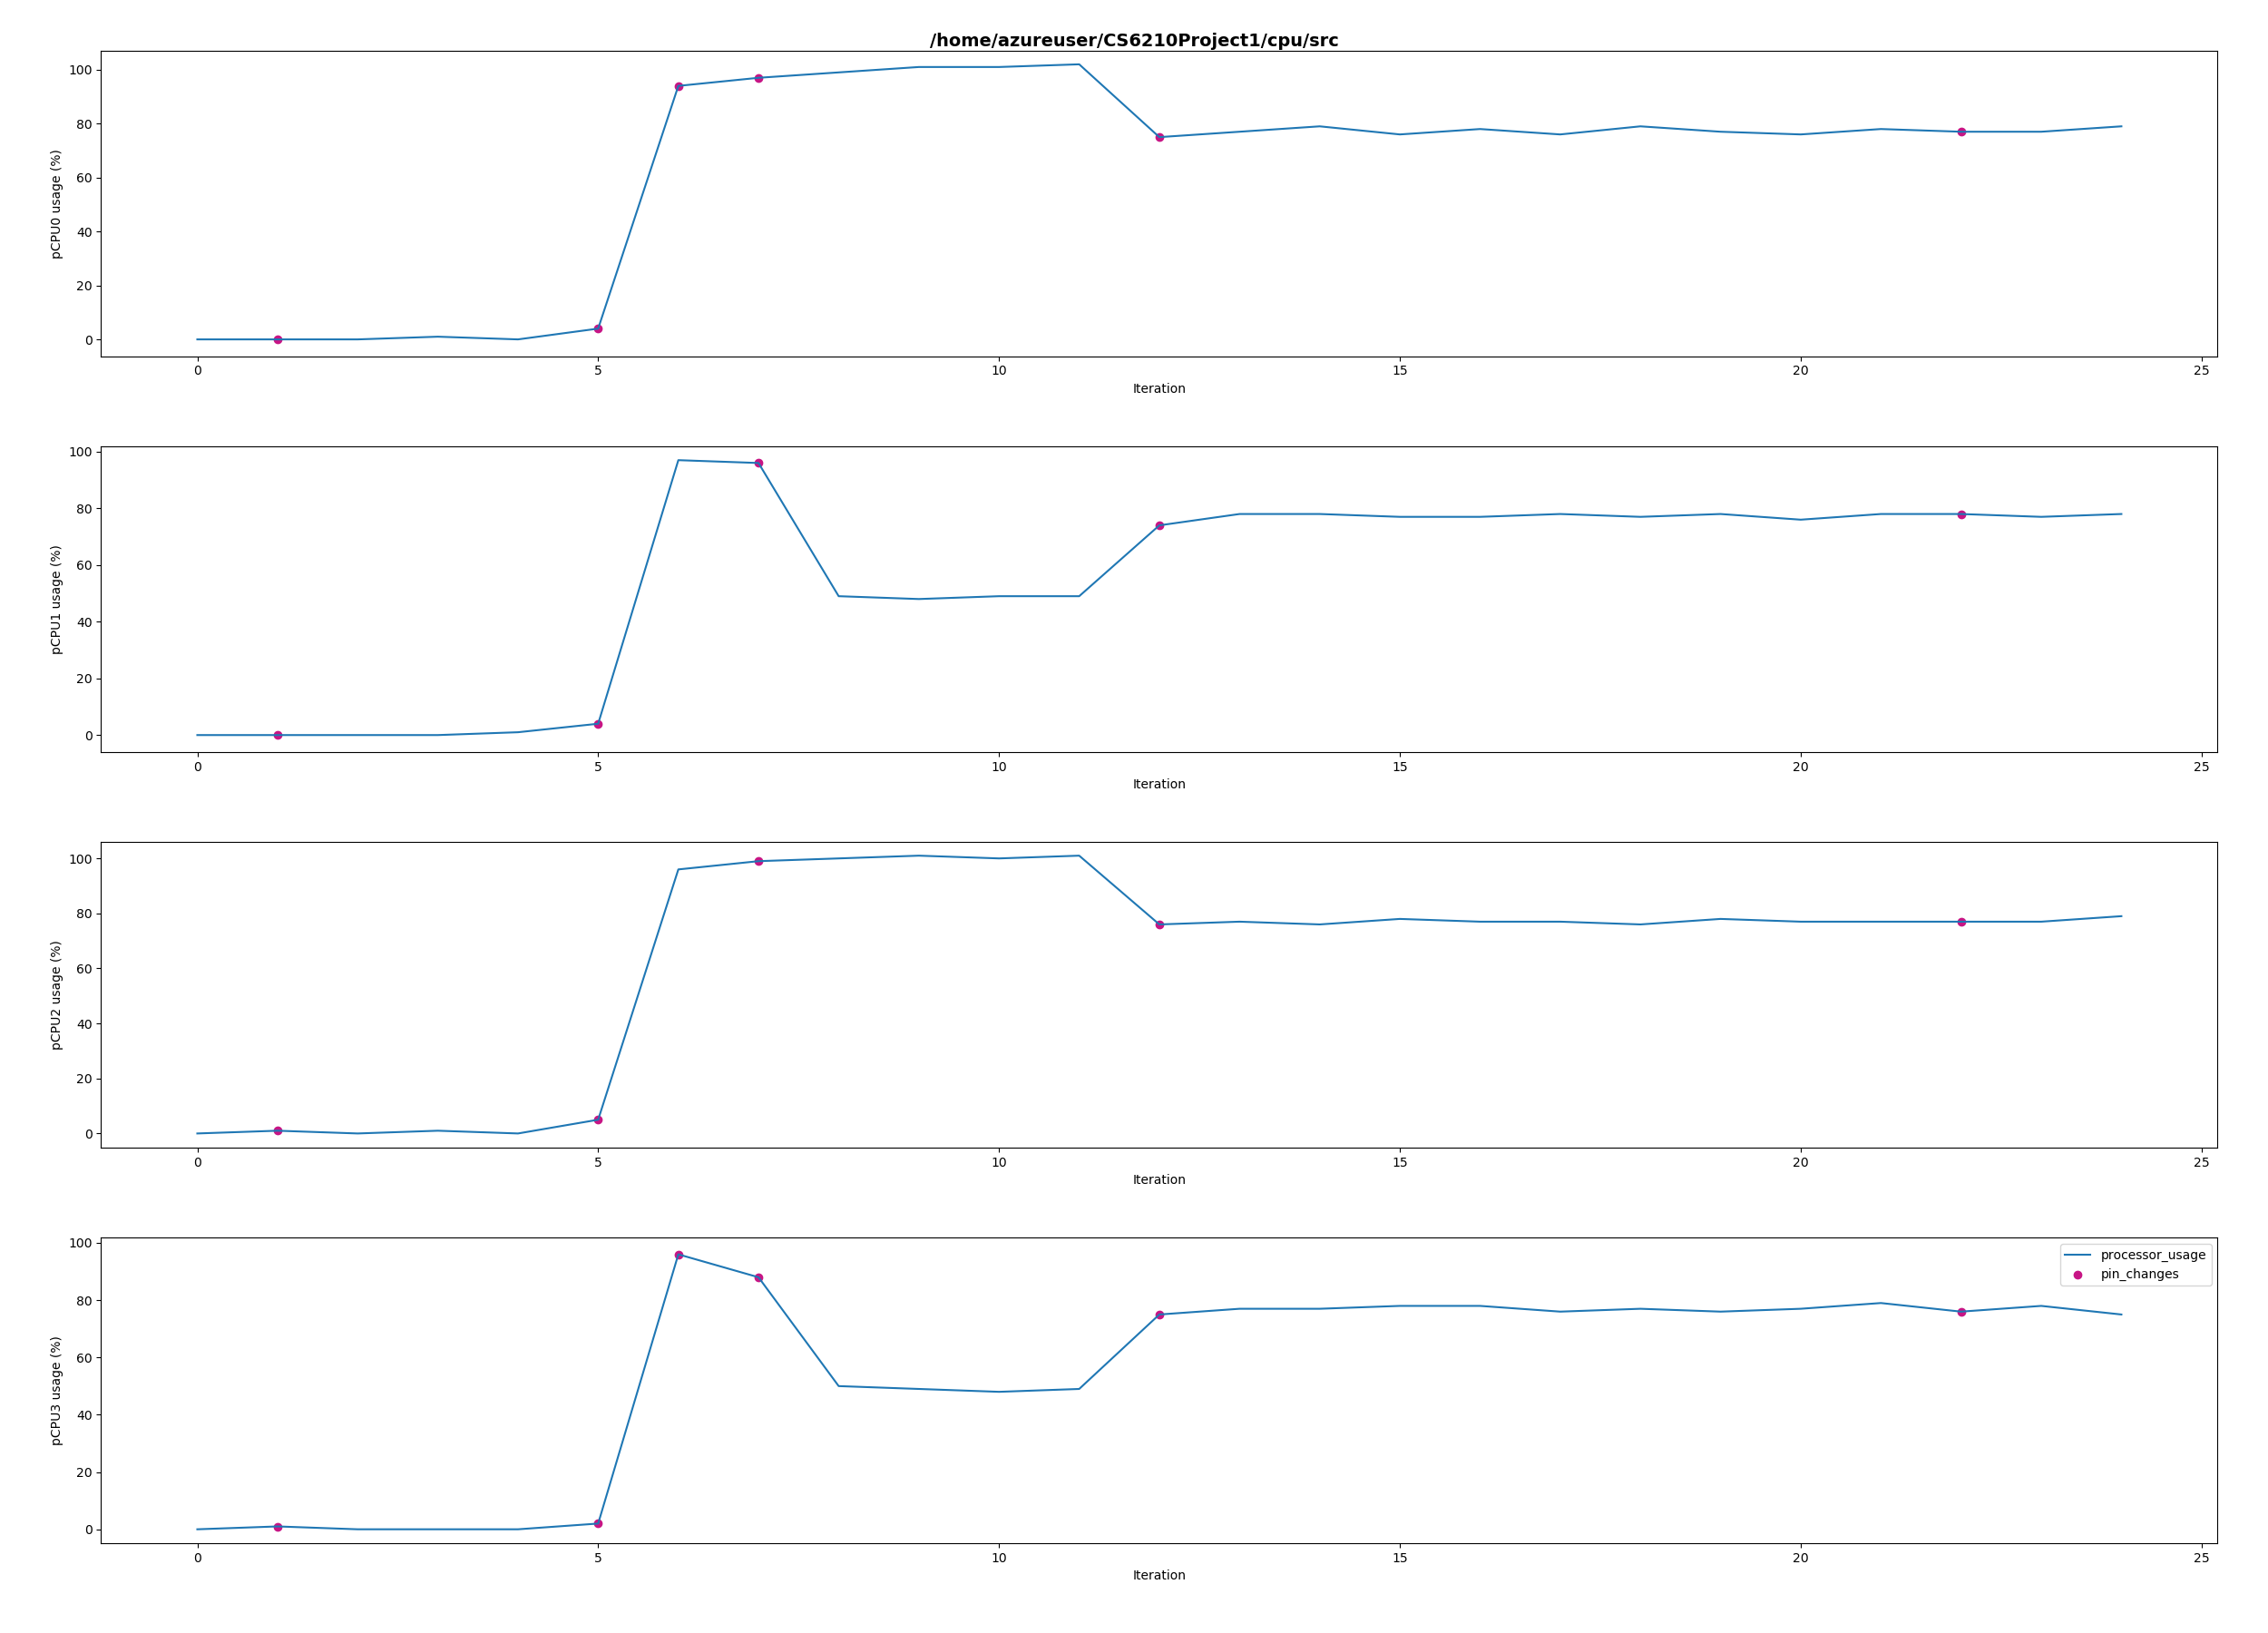 /home/azureuser/CS6210Project1/cpu/src
pCPU0 usage (%)
100
80
60
40
20
0
0 5 10 15 20 25
Iteration
pCPU1 usage (%)
100
80
60
40
20
0
0 5 10 15 20 25
Iteration
pCPU2 usage (%)
100
80
60
40
20
0
0 5 10 15 20 25
Iteration
pCPU3 usage (%)
100
80
60
40
20
0
processor_usage
pin_changes
0 5 10 15 20 25
Iteration